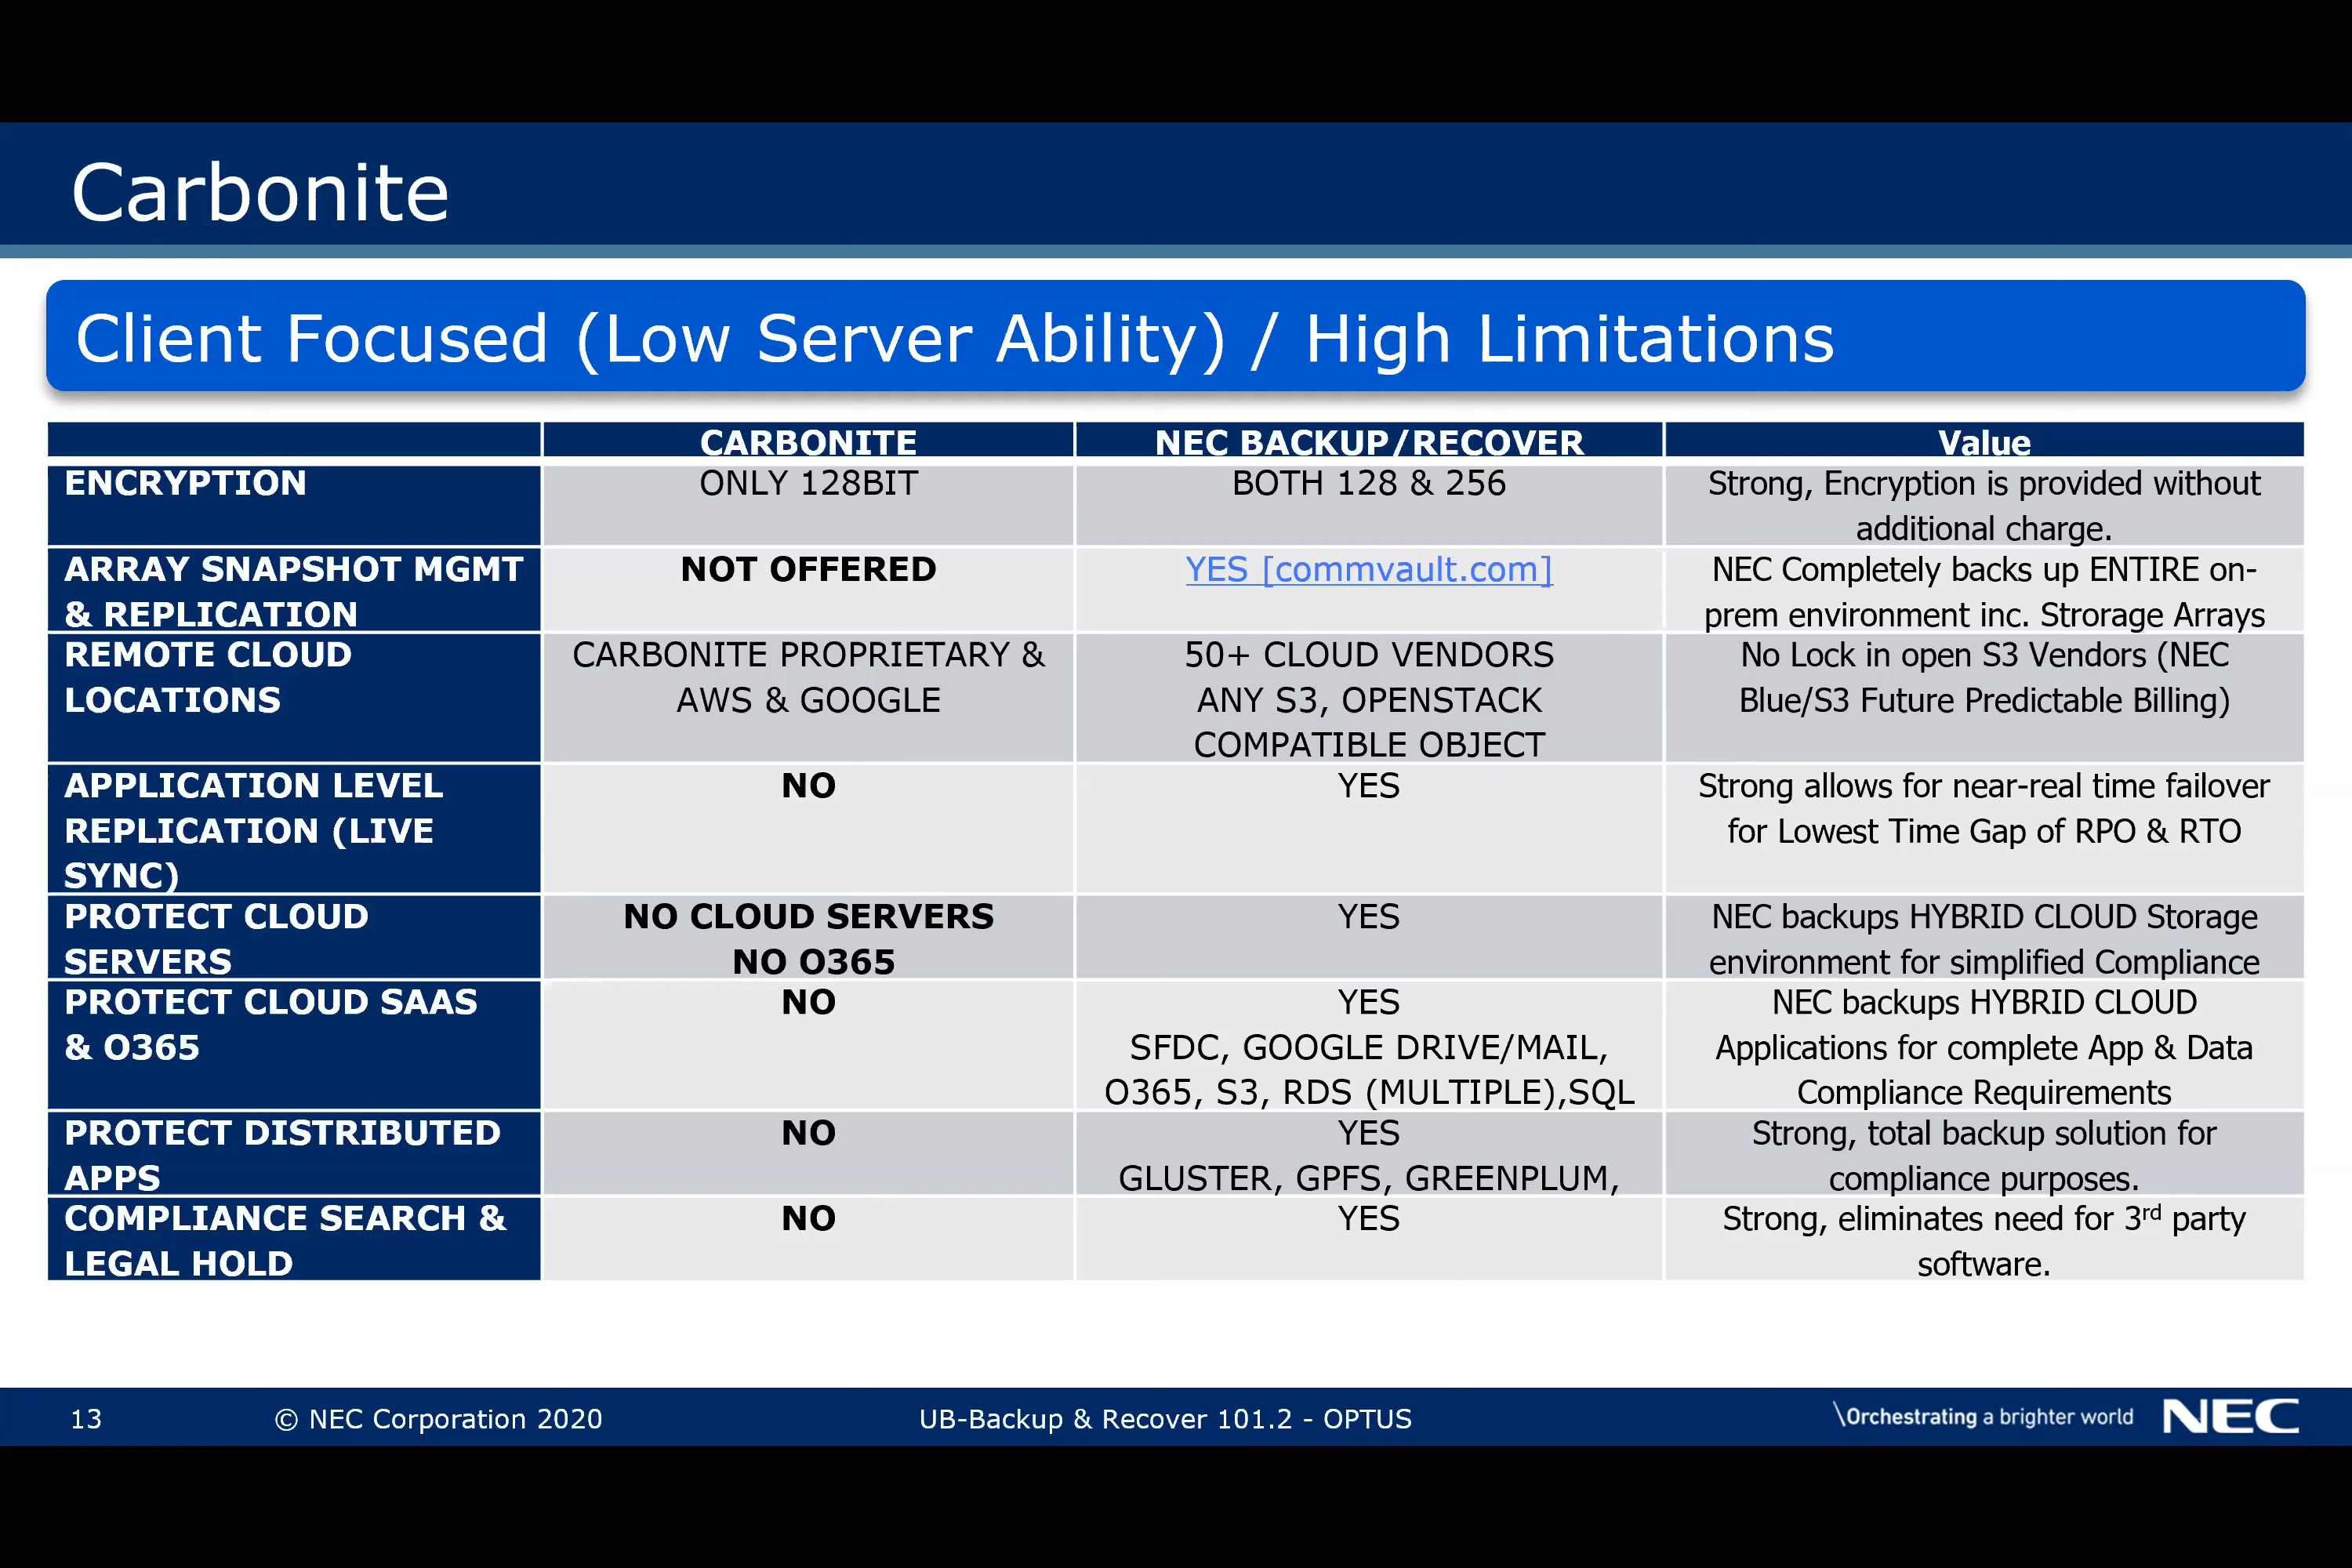 Carbonite
Client Focused (Low Server Ability) / High Limitations
CARBONITE
NEC BACKUP/RECOVER
Value
ENCRYPTION
ONLY 128BIT
BOTH 128 & 256
Strong, Encryption is provided without
additional charge.
ARRAY SNAPSHOT MGMT
& REPLICATION
NOT OFFERED
YES [commvault.com]
NEC Completely backs up ENTIRE on-
prem environment inc. Strorage Arrays
REMOTE CLOUD
LOCATIONS
CARBONITE PROPRIETARY &
AWS & GOOGLE
50+ CLOUD VENDORS
ANY S3, OPENSTACK
COMPATIBLE OBJECT
No Lock in open S3 Vendors (NEC
Blue/S3 Future Predictable Billing)
APPLICATION LEVEL
REPLICATION (LIVE
SYNC)
NO
YES
Strong allows for near-real time failover
for Lowest Time Gap of RPO & RTO
PROTECT CLOUD
SERVERS
NO CLOUD SERVERS
NO O365
YES
NEC backups HYBRID CLOUD Storage
environment for simplified Compliance
PROTECT CLOUD SAAS
& O365
NO
YES
SFDC, GOOGLE DRIVE/MAIL,
O365, S3, RDS (MULTIPLE),SQL
NEC backups HYBRID CLOUD
Applications for complete App & Data
Compliance Requirements
PROTECT DISTRIBUTED
APPS
NO
YES
GLUSTER, GPFS, GREENPLUM,
Strong, total backup solution for
compliance purposes.
COMPLIANCE SEARCH &
LEGAL HOLD
NO
YES
Strong, eliminates need for 3rd party
software.
13
© NEC Corporation 2020
UB-Backup & Recover 101.2 - OPTUS
\Orchestrating a brighter world
NEC